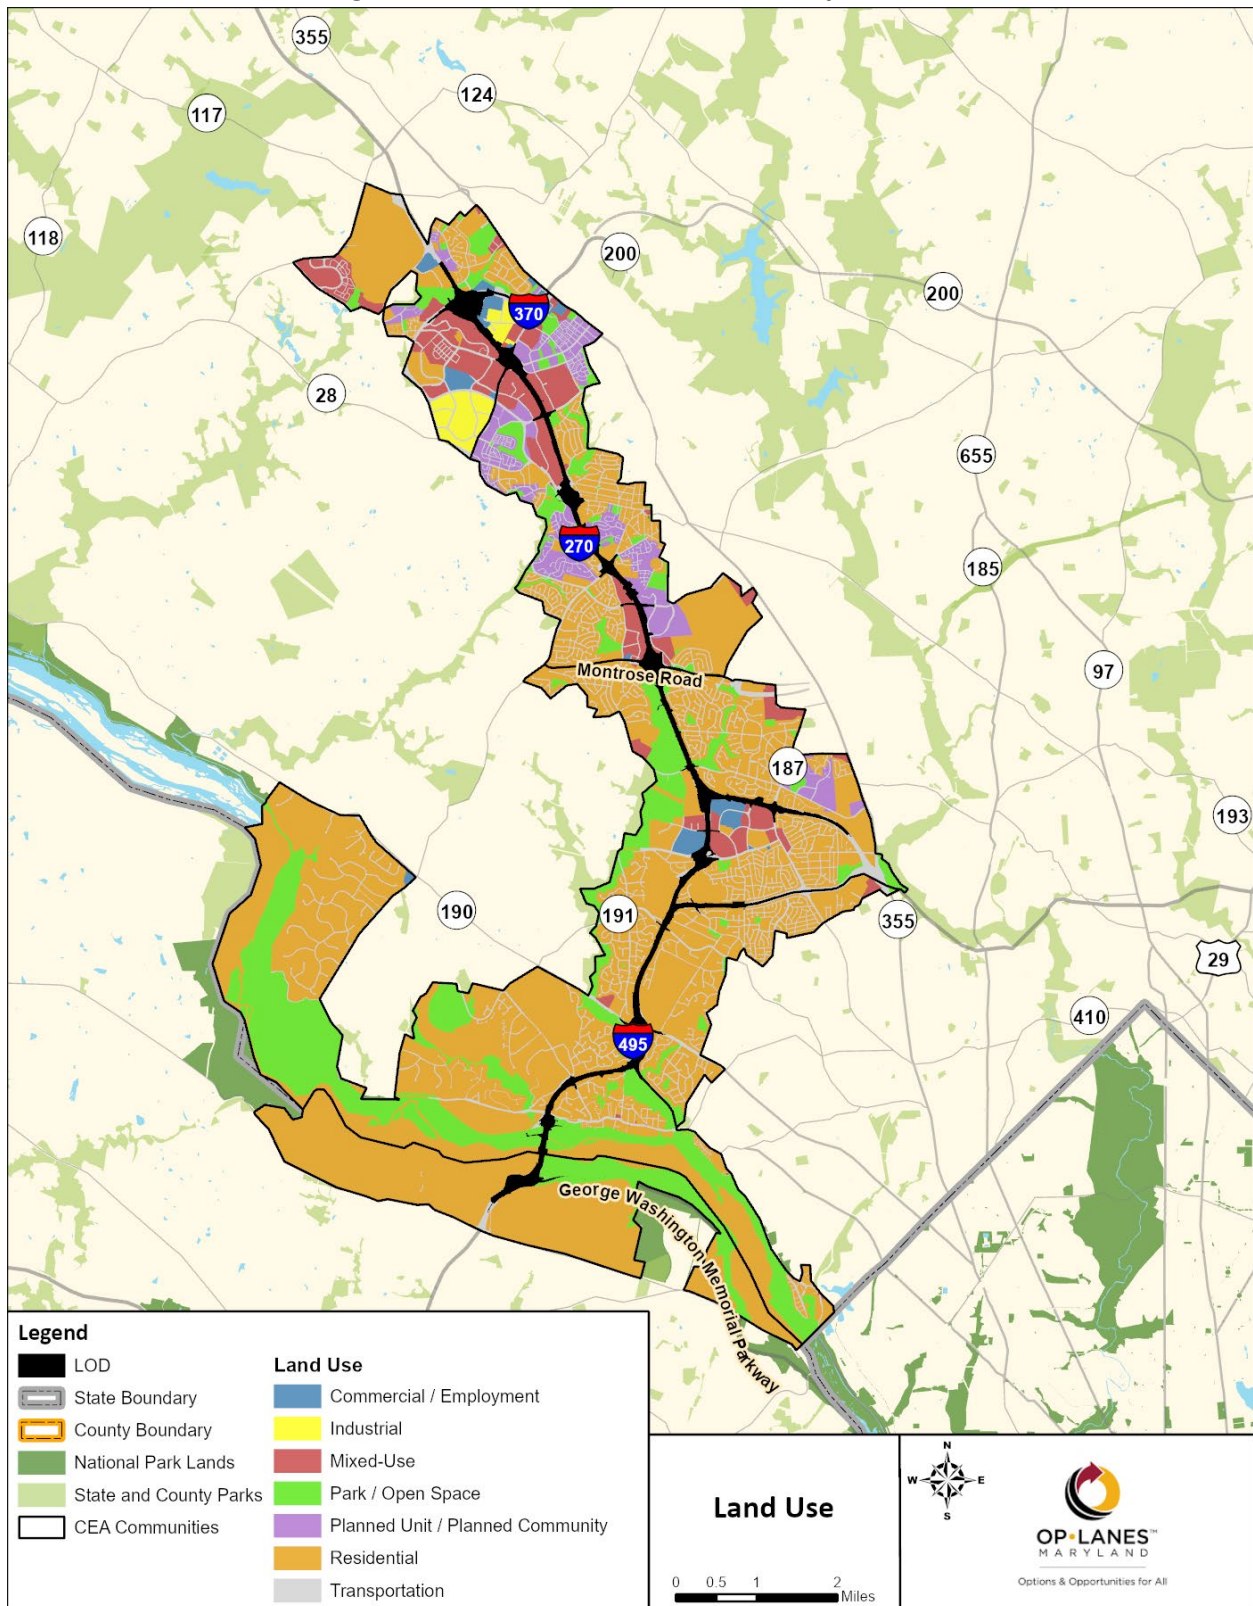 355
124
117
118
200
200
370
28
655
270
185
Montrose Road
97
187
193
190
191
355
29
410
495
George Washington Memorial Parkway
Legend
LOD
State Boundary
County Boundary
National Park Lands
State and County Parks
CEA Communities
Land Use
Commercial / Employment
Industrial
Mixed-Use
Park / Open Space
Planned Unit / Planned Community
Residential
Transportation
Land Use
0 0.5 1 2
Miles
N
W E
S
OP•LANES™
MARYLAND
Options & Opportunities for All